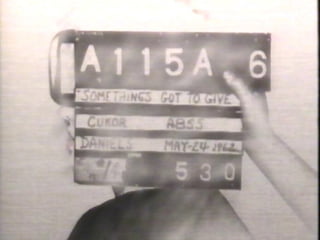 A115A 6
"SOMETHINGS GOT TO GIVE"
CUKOR ABSS
DANIELS MAY-24-1962
530